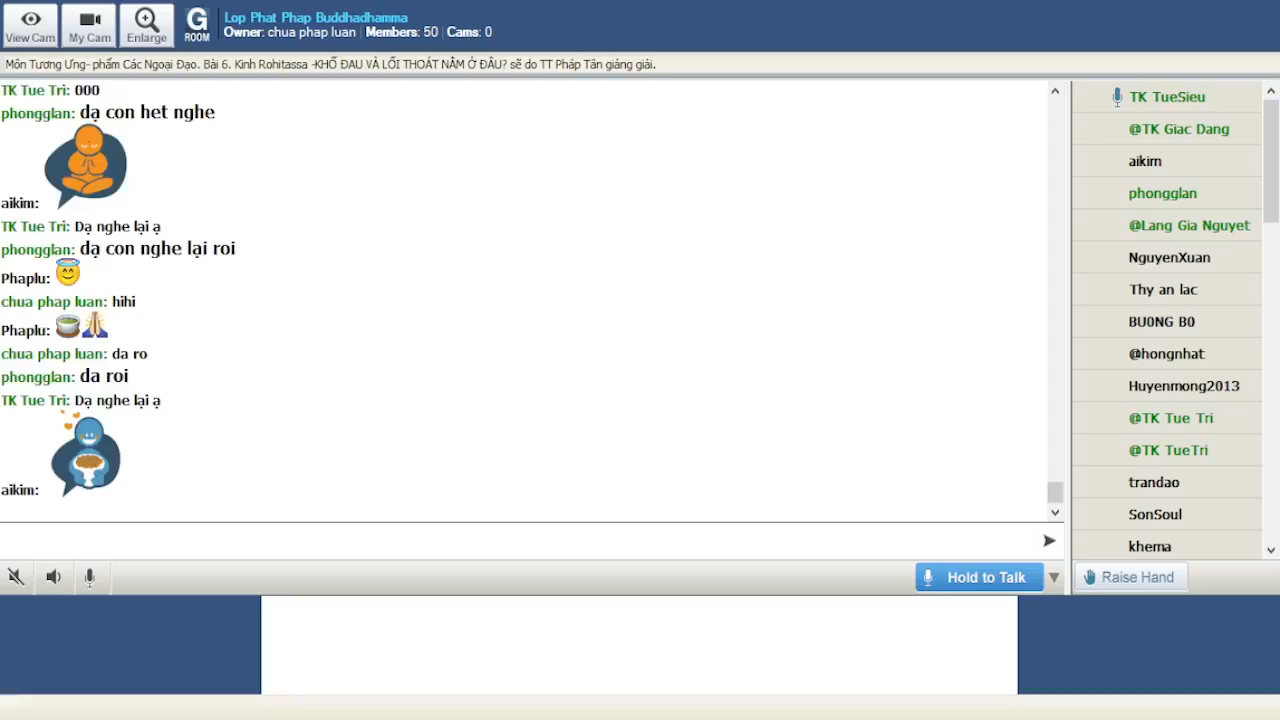 View Cam
My Cam
Enlarge
G
ROOM
Lop Phat Phap Buddhadhamma
Owner: chua phap luan | Members: 50 | Cams: 0
Môn Tương Ưng- phẩm Các Ngoại Đạo. Bài 6. Kinh Rohitassa -KHỔ ĐAU VÀ LỐI THOÁT NẰM Ở ĐÂU? sẽ do TT Pháp Tân giảng giải.
TK Tue Tri: 000
phongglan: dạ con het nghe
aikim:
TK Tue Tri: Dạ nghe lại ạ
phongglan: dạ con nghe lại roi
Phaplu:
chua phap luan: hihi
Phaplu:
chua phap luan: da ro
phongglan: da roi
TK Tue Tri: Dạ nghe lại ạ
aikim:
Hold to Talk
TK TueSieu
@TK Giac Dang
aikim
phongglan
@Lang Gia Nguyet
NguyenXuan
Thy an lac
BU0NG B0
@hongnhat
Huyenmong2013
@TK Tue Tri
@TK TueTri
trandao
SonSoul
khema
Raise Hand